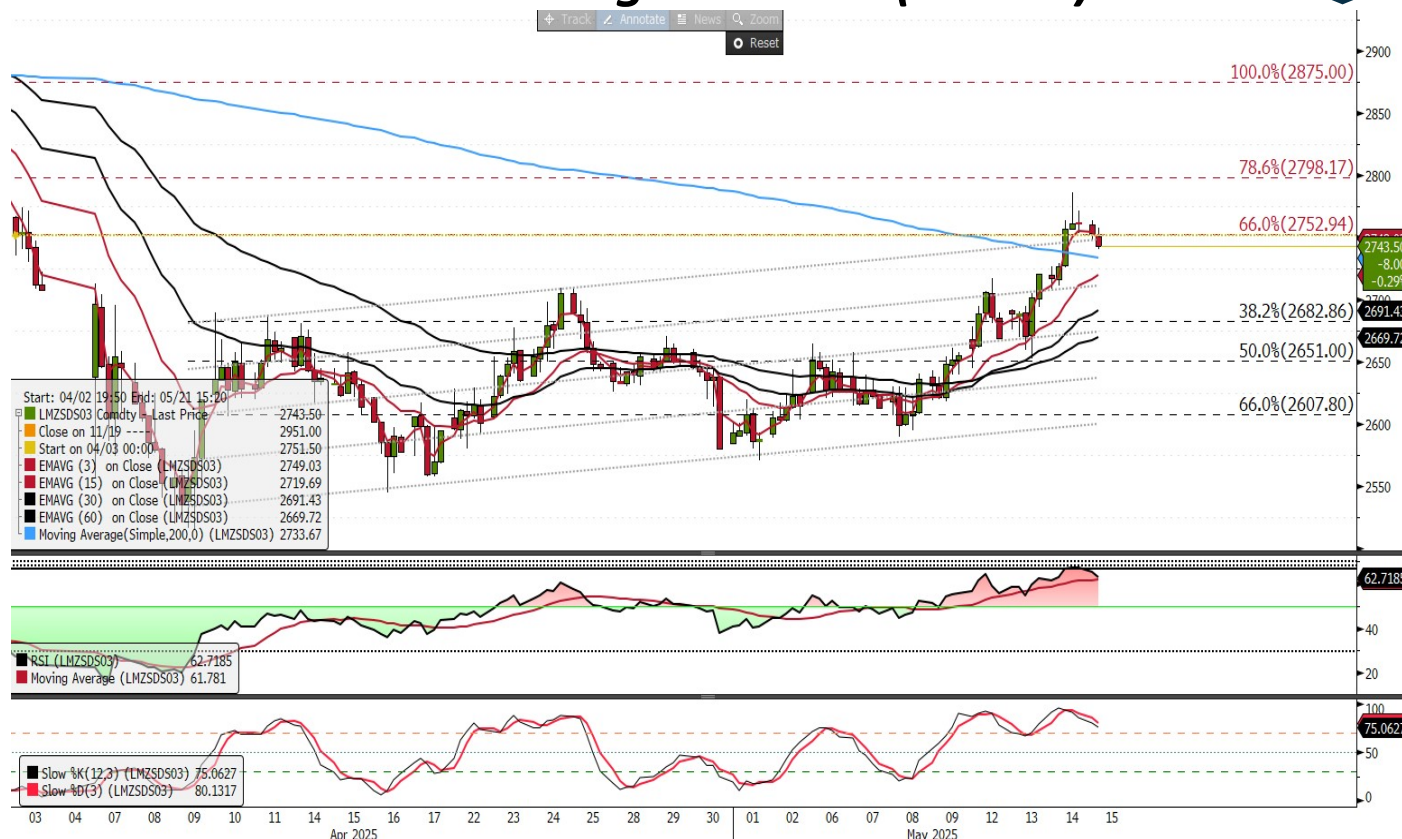 Track Annotate News Zoom
Reset
2900
100.0%(2875.00)
2850
78.6%(2798.17)
2800
66.0%(2752.94)
2743.50
-8.00
-0.29%
2700
38.2%(2682.86)
2691.43
2669.72
50.0%(2651.00)
2650
66.0%(2607.80)
2600
2550
Start: 04/02 19:50 End: 05/21 15:20
LMZSDS03 Comdty - Last Price 2743.50
Close on 11/19 ---- 2951.00
Start on 04/03 00:00 2751.50
EMAVG (3) on Close (LMZSDS03) 2749.03
EMAVG (15) on Close (LMZSDS03) 2719.69
EMAVG (30) on Close (LMZSDS03) 2691.43
EMAVG (60) on Close (LMZSDS03) 2669.72
Moving Average(Simple,200,0) (LMZSDS03) 2733.67
62.7185
40
20
RSI (LMZSDS03) 62.7185
Moving Average (LMZSDS03) 61.781
100
75.0627
50
0
Slow %K(12,3) (LMZSDS03) 75.0627
Slow %D(3) (LMZSDS03) 80.1317
03 04 07 08 09 10 11 14 15 16 17 22 23 24 25 28 29 30 01 02 06 07 08 09 12 13 14 15
Apr 2025 May 2025